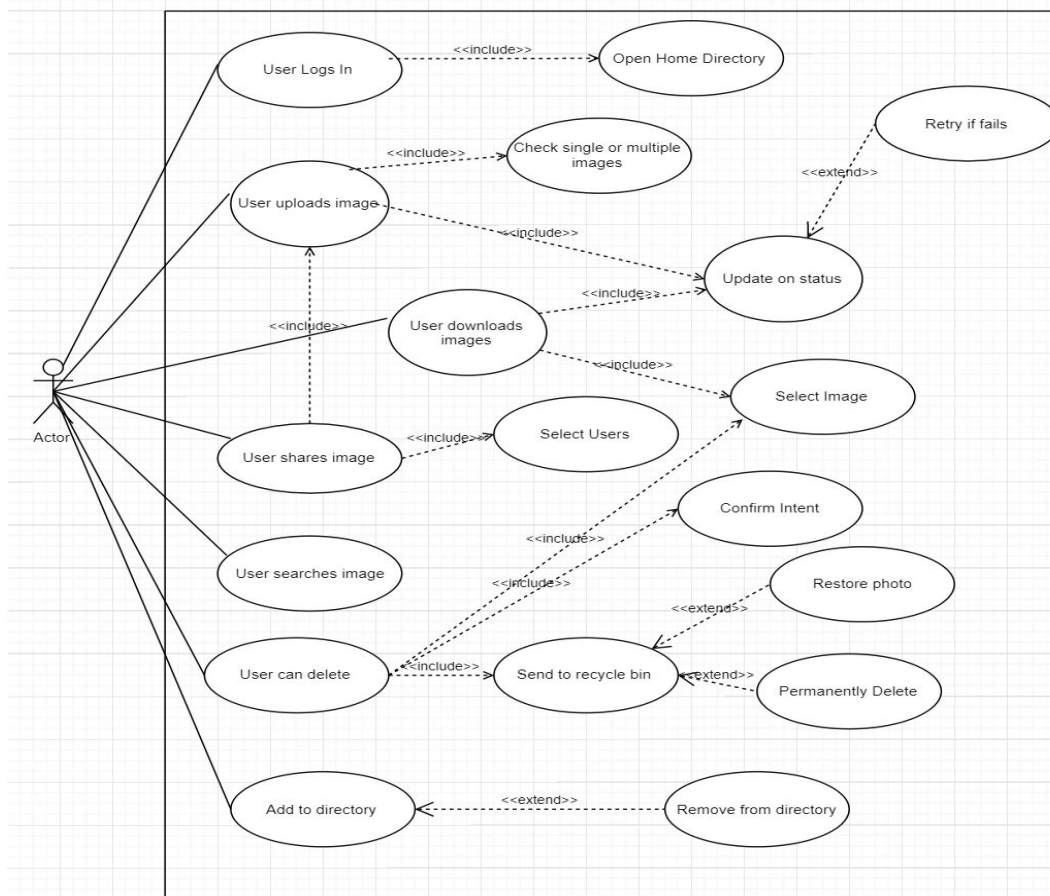 <<include>>
Open Home Directory
User Logs In
Retry if fails
Check single or multiple
images
<<include>>
<<extend>>
User uploads image
<<include>>
Update on status
<<include>>
<<include>>
User downloads
images
<<include>>
Select Image
Actor
Select Users
<<include>>
User shares image
Confirm Intent
<<include>>
User searches image
<<include>>
Restore photo
<<extend>>
<<include>>
User can delete
Send to recycle bin
<<extend>>
Permanently Delete
<<extend>>
Add to directory
Remove from directory